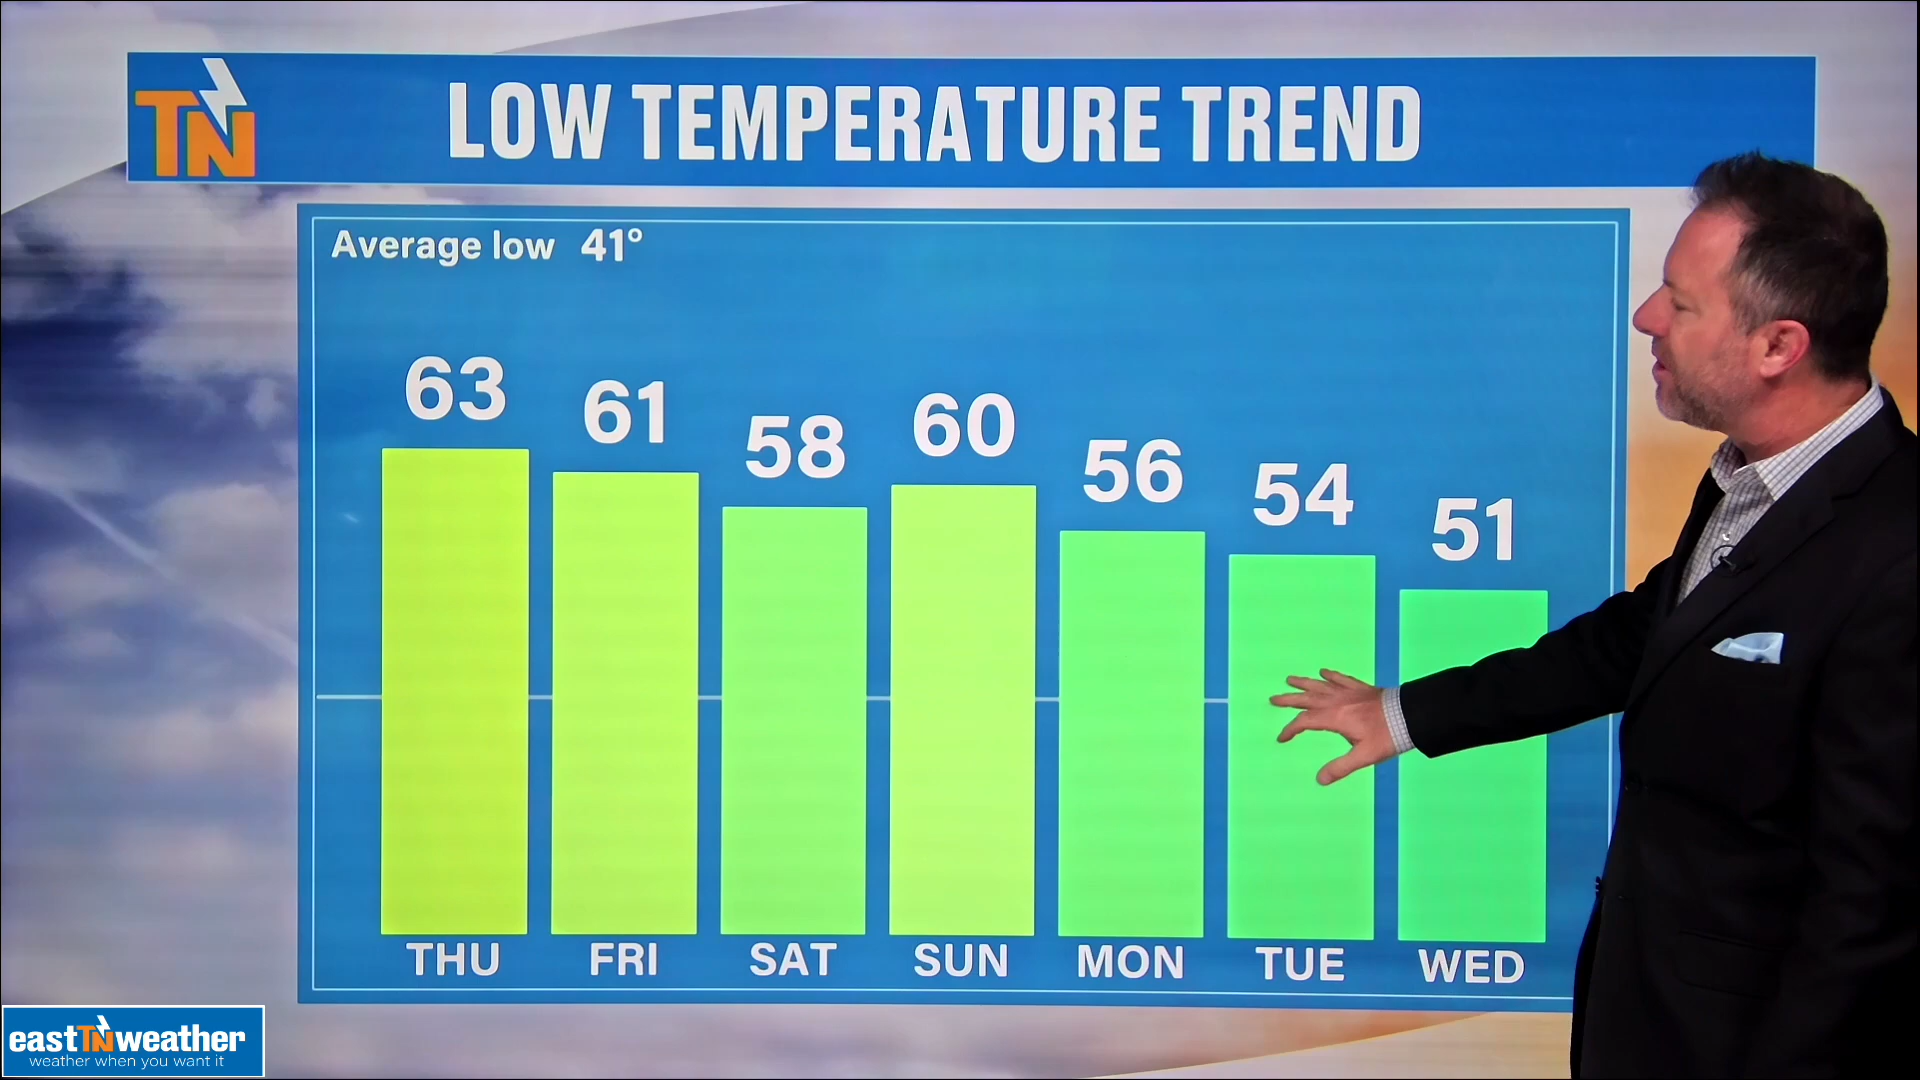 TN
LOW TEMPERATURE TREND
Average low 41°
63 61 58 60 56 54 51
THU FRI SAT SUN MON TUE WED
eastTNweather
weather when you want it